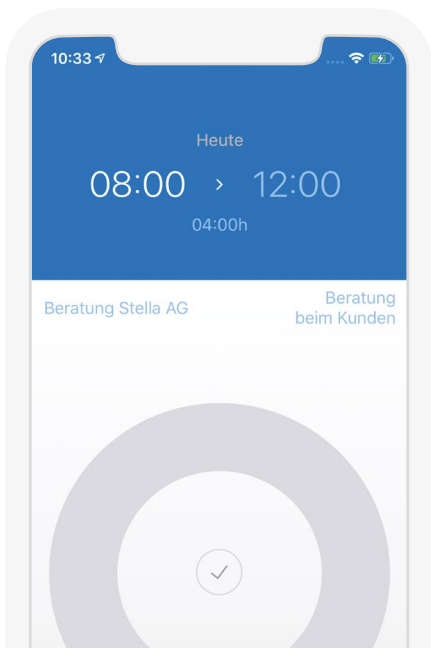 10:33
Heute
08:00 > 12:00
04:00h
Beratung Stella AG
Beratung
beim Kunden